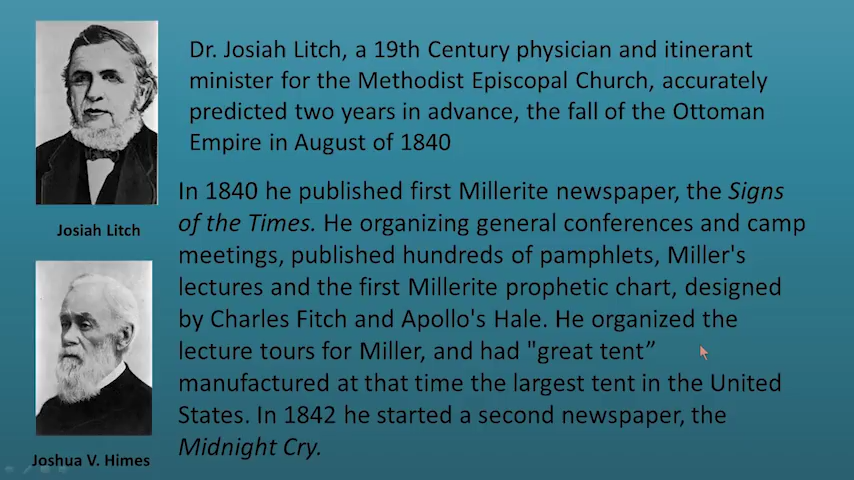 Dr. Josiah Litch, a 19th Century physician and itinerant
minister for the Methodist Episcopal Church, accurately
predicted two years in advance, the fall of the Ottoman
Empire in August of 1840
Josiah Litch
In 1840 he published first Millerite newspaper, the Signs
of the Times. He organizing general conferences and camp
meetings, published hundreds of pamphlets, Miller's
lectures and the first Millerite prophetic chart, designed
by Charles Fitch and Apollo's Hale. He organized the
lecture tours for Miller, and had "great tent”
manufactured at that time the largest tent in the United
States. In 1842 he started a second newspaper, the
Midnight Cry.
Joshua V. Himes